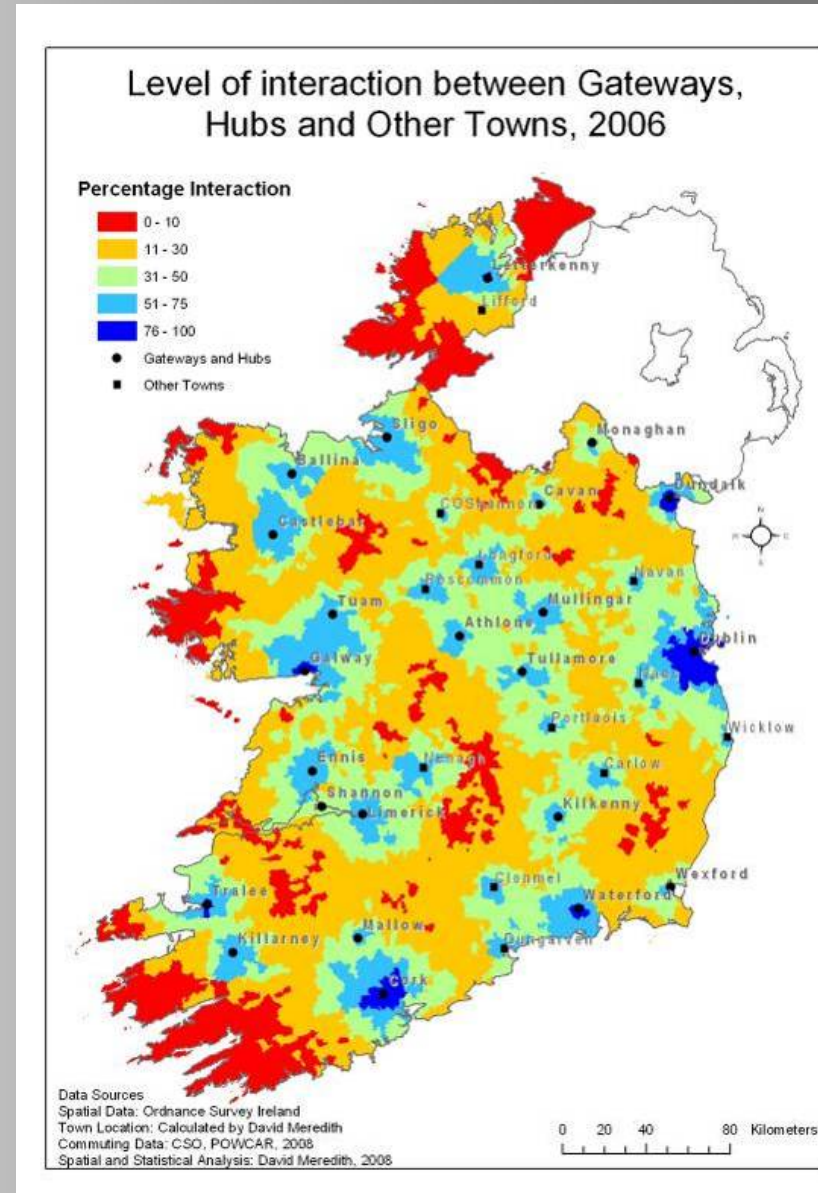 Level of interaction between Gateways,
Hubs and Other Towns, 2006
Percentage Interaction
0 - 10
11 - 30
31 - 50
51 - 75
76 - 100
Gateways and Hubs
Other Towns
Letterkenny
Lifford
Sligo
Monaghan
Ballina
Dundalk
COShannon
Cavan
Castlebar
Longford
Roscommon
Navan
Tuam
Mullingar
Athlone
Dublin
Galway
Tullamore
Naas
Portlaois
Wicklow
Ennis
Nenagh
Carlow
Shannon
Limerick
Kilkenny
Clonmel
Wexford
Tralee
Waterford
Mallow
Killarney
Dungarven
Cork
N
W
E
S
Data Sources
Spatial Data: Ordnance Survey Ireland
Town Location: Calculated by David Meredith
Commuting Data: CSO, POWCAR, 2008
Spatial and Statistical Analysis: David Meredith, 2008
0 20 40 80 Kilometers